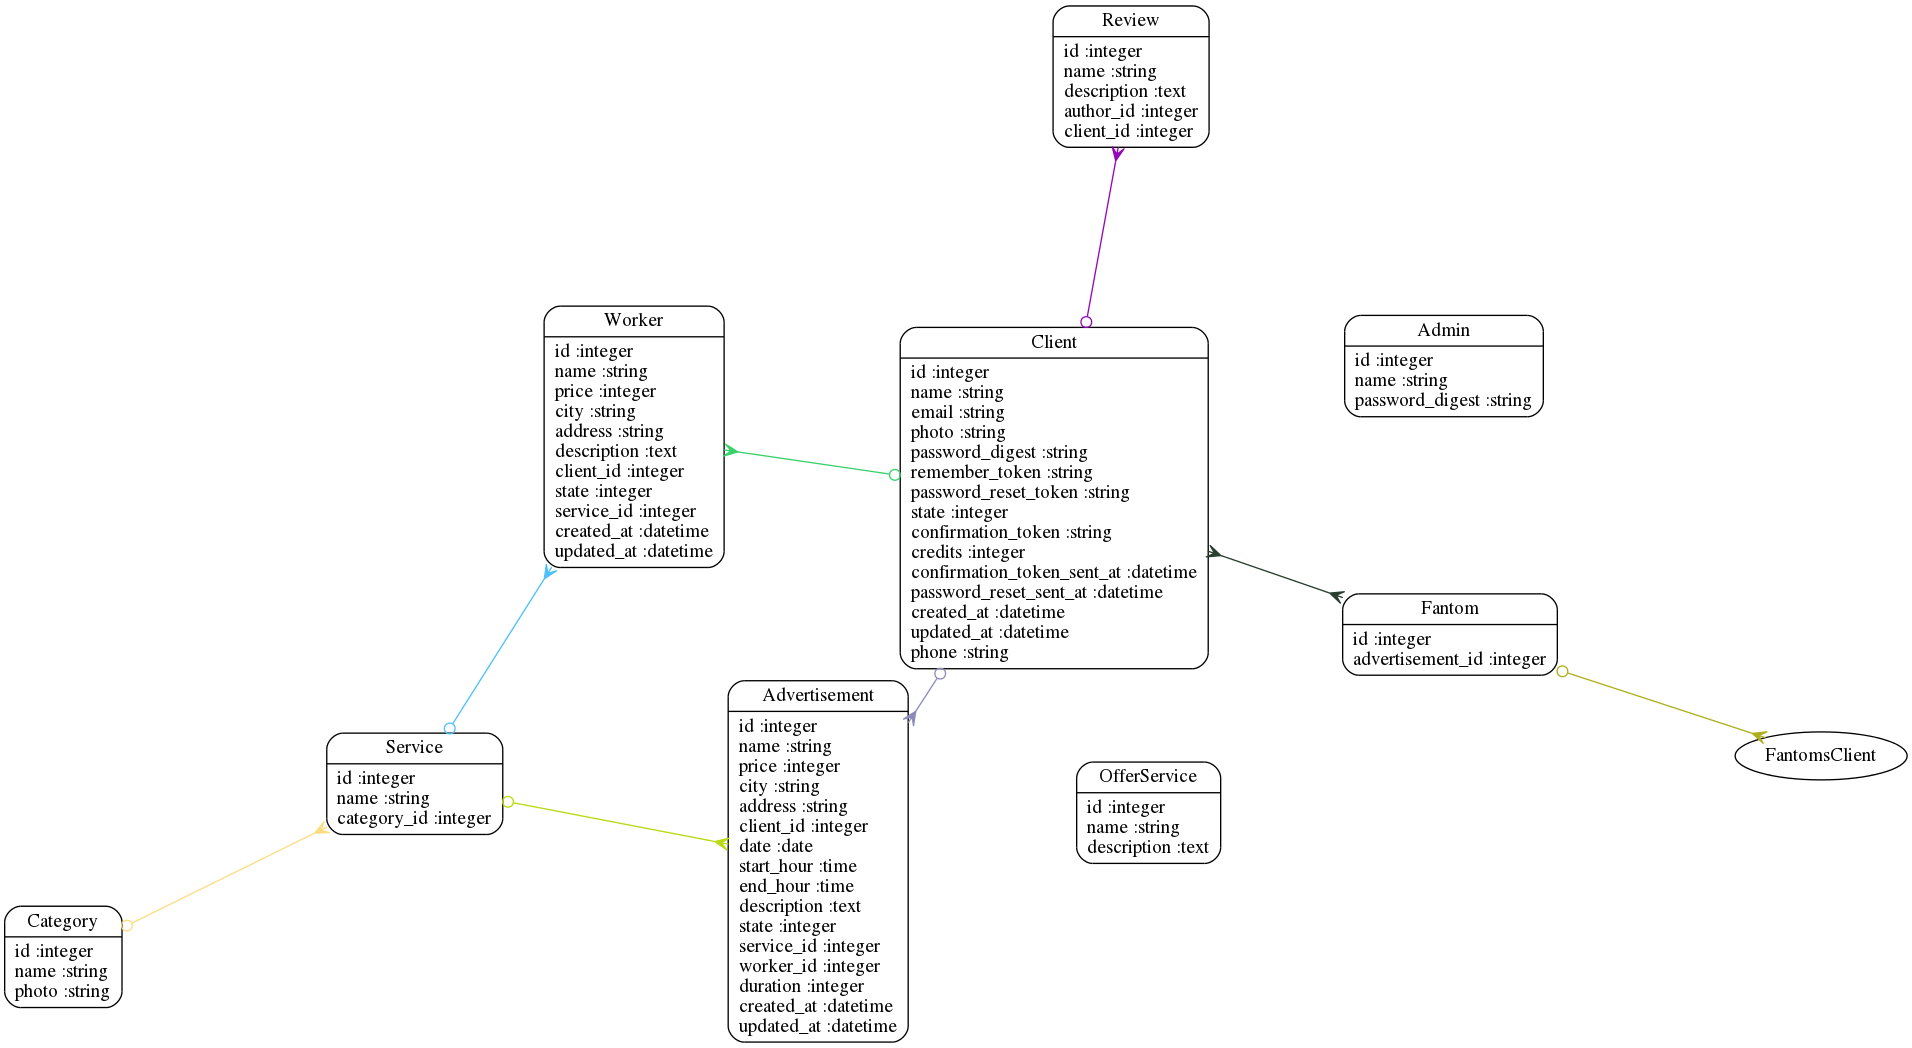 Review
id :integer
name :string
description :text
author_id :integer
client_id :integer
Worker
id :integer
name :string
price :integer
city :string
address :string
description :text
client_id :integer
state :integer
service_id :integer
created_at :datetime
updated_at :datetime
Client
id :integer
name :string
email :string
photo :string
password_digest :string
remember_token :string
password_reset_token :string
state :integer
confirmation_token :string
credits :integer
confirmation_token_sent_at :datetime
password_reset_sent_at :datetime
created_at :datetime
updated_at :datetime
phone :string
Admin
id :integer
name :string
password_digest :string
Fantom
id :integer
advertisement_id :integer
FantomsClient
Service
id :integer
name :string
category_id :integer
Advertisement
id :integer
name :string
price :integer
city :string
address :string
client_id :integer
date :date
start_hour :time
end_hour :time
description :text
state :integer
service_id :integer
worker_id :integer
duration :integer
created_at :datetime
updated_at :datetime
OfferService
id :integer
name :string
description :text
Category
id :integer
name :string
photo :string